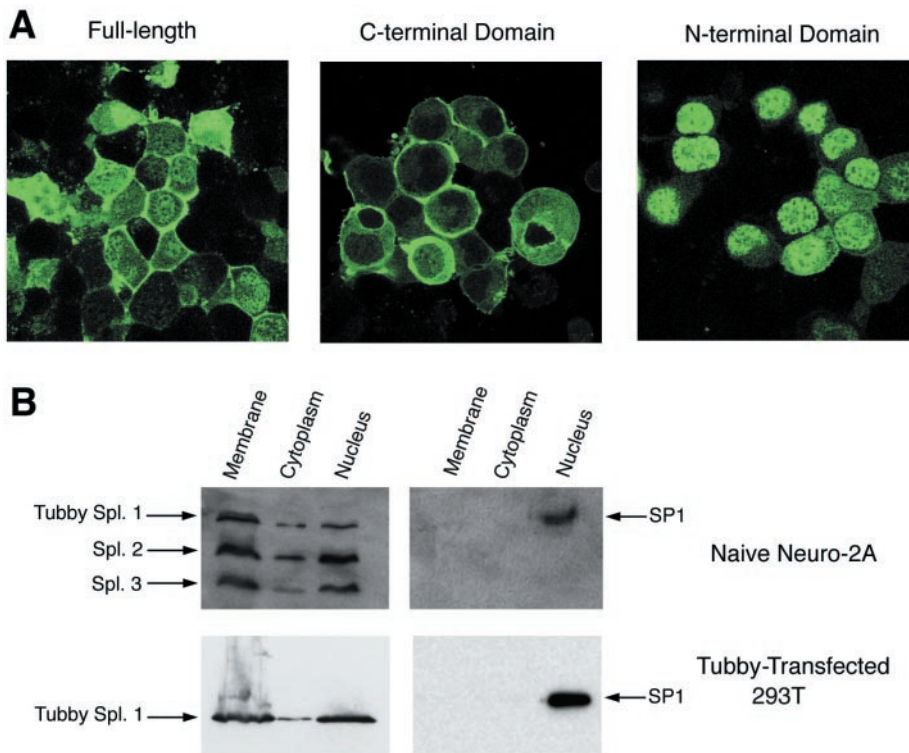 A
Full-length
C-terminal Domain
N-terminal Domain
B
Membrane
Cytoplasm
Nucleus
Membrane
Cytoplasm
Nucleus
Tubby Spl. 1
Spl. 2
Spl. 3
SP1
Naive Neuro-2A
Tubby Spl. 1
SP1
Tubby-Transfected
293T